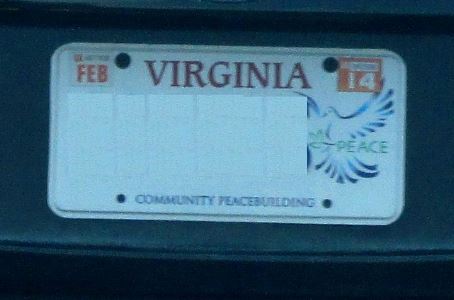 FEB
VIRGINIA
14
PEACE
COMMUNITY PEACEBUILDING